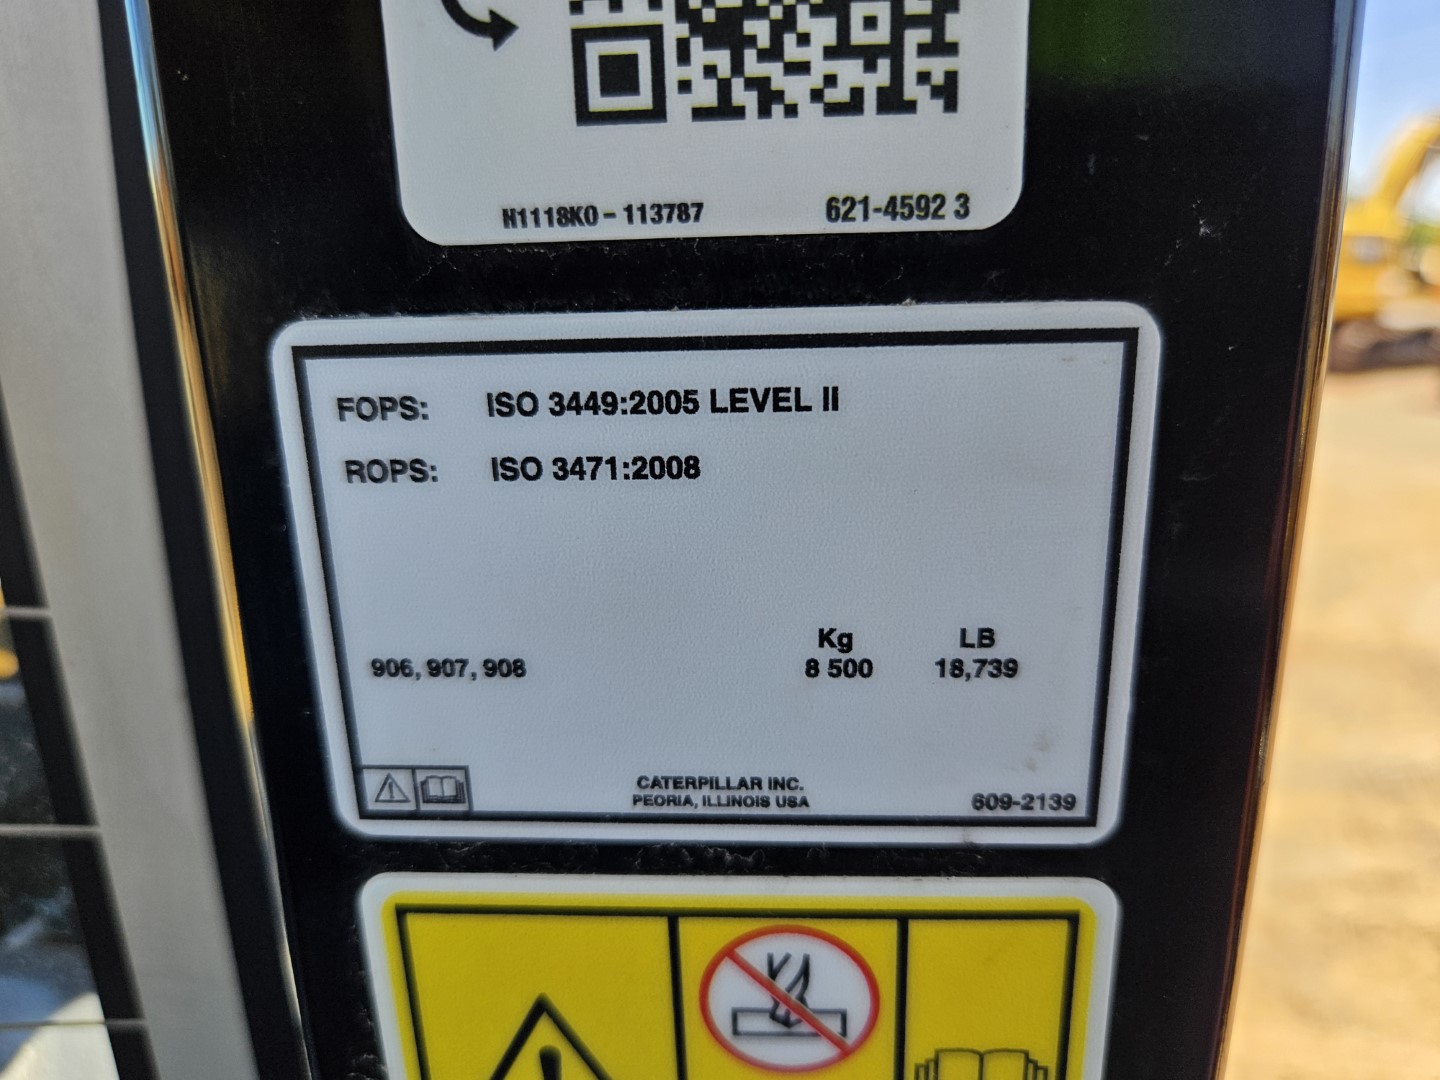 N1118K0-113787 621-4592 3
FOPS: ISO 3449:2005 LEVEL II
ROPS: ISO 3471:2008
Kg LB
906, 907, 908 8 500 18,739
CATERPILLAR INC.
PEORIA, ILLINOIS USA 609-2139